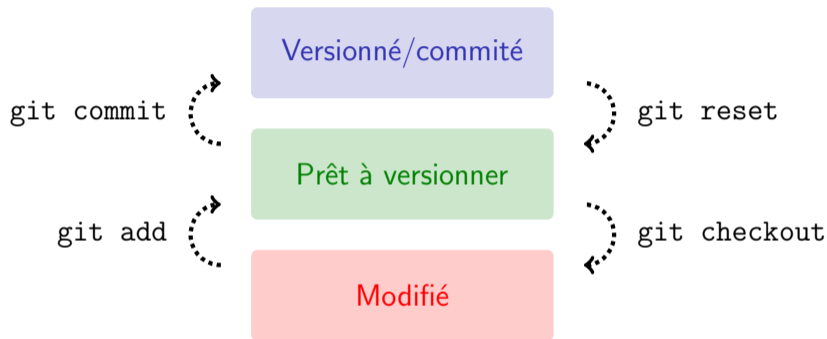 Versionné/commité
git commit
git reset
Prêt à versionner
git add
git checkout
Modifié